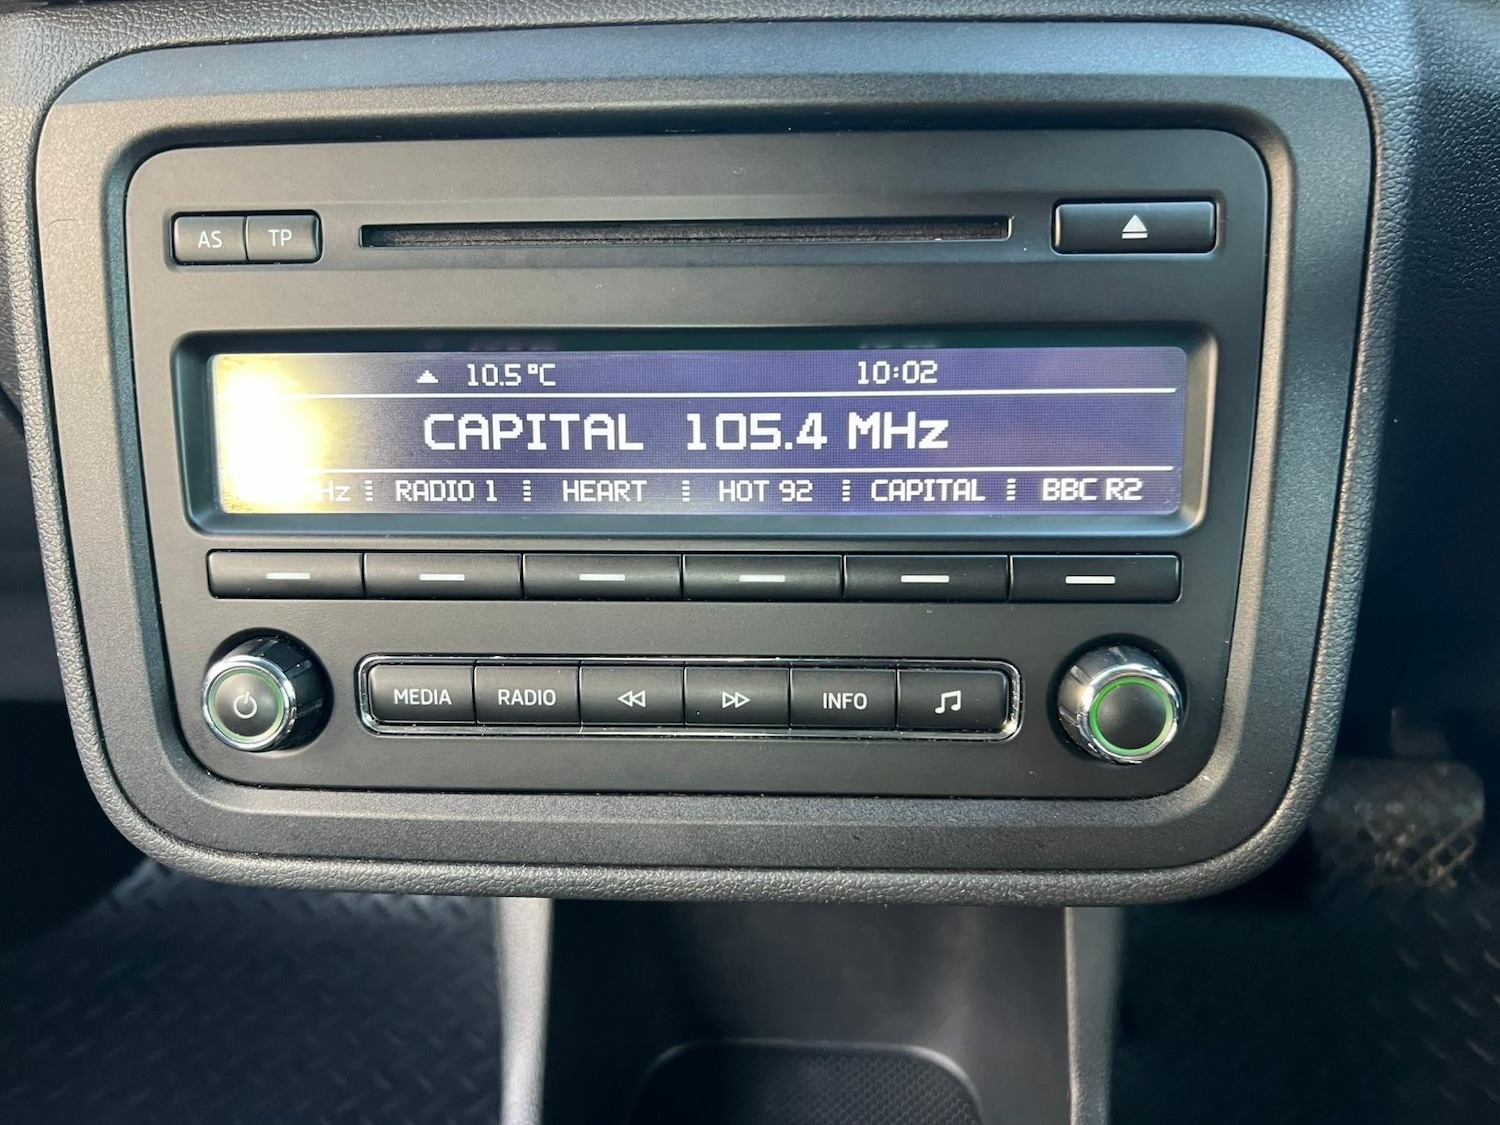 AS TP
10.5°C 10:02
CAPITAL 105.4 MHz
Hz RADIO 1 HEART HOT 92 CAPITAL BBC R2
MEDIA RADIO INFO